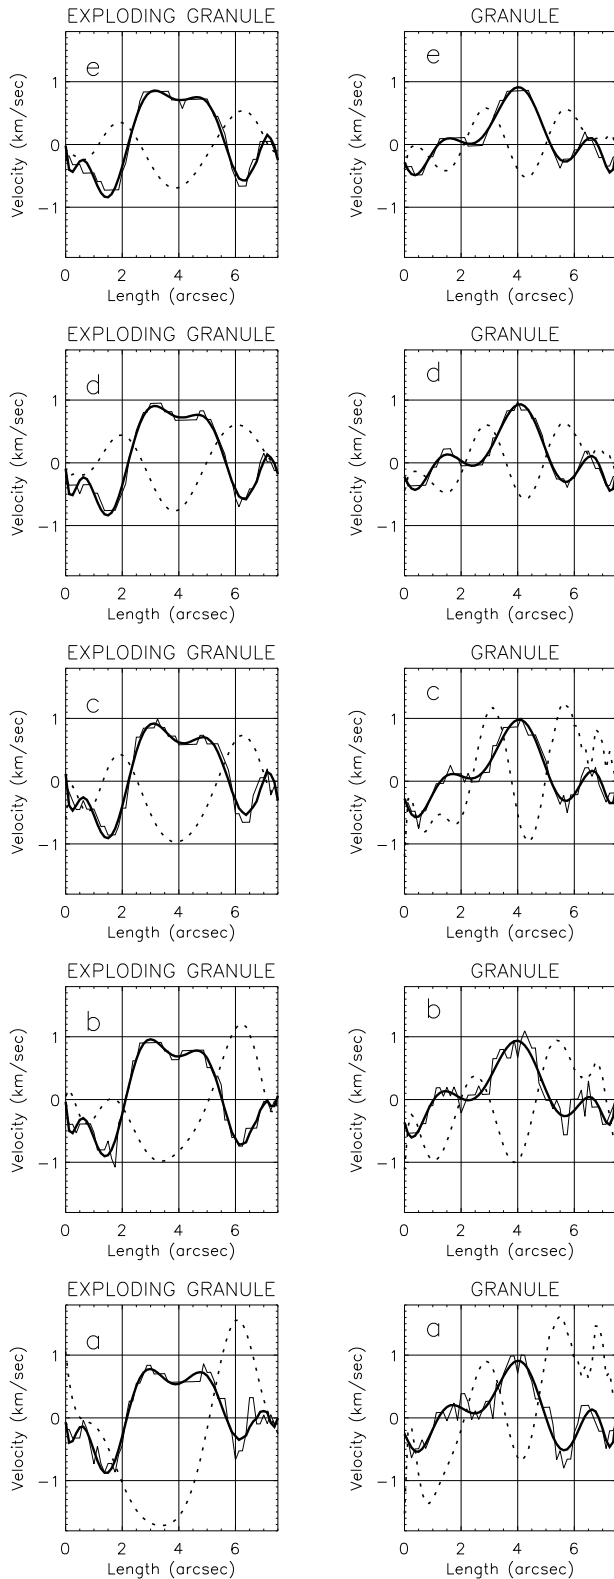 EXPLODING GRANULE
GRANULE
e
e
Velocity (km/sec)
Velocity (km/sec)
1
1
0
0
−1
−1
0 2 4 6
0 2 4 6
Length (arcsec)
Length (arcsec)
EXPLODING GRANULE
GRANULE
d
d
Velocity (km/sec)
Velocity (km/sec)
1
1
0
0
−1
−1
0 2 4 6
0 2 4 6
Length (arcsec)
Length (arcsec)
EXPLODING GRANULE
GRANULE
c
c
Velocity (km/sec)
Velocity (km/sec)
1
1
0
0
−1
−1
0 2 4 6
0 2 4 6
Length (arcsec)
Length (arcsec)
EXPLODING GRANULE
GRANULE
b
b
Velocity (km/sec)
Velocity (km/sec)
1
1
0
0
−1
−1
0 2 4 6
0 2 4 6
Length (arcsec)
Length (arcsec)
EXPLODING GRANULE
GRANULE
a
a
Velocity (km/sec)
Velocity (km/sec)
1
1
0
0
−1
−1
0 2 4 6
0 2 4 6
Length (arcsec)
Length (arcsec)